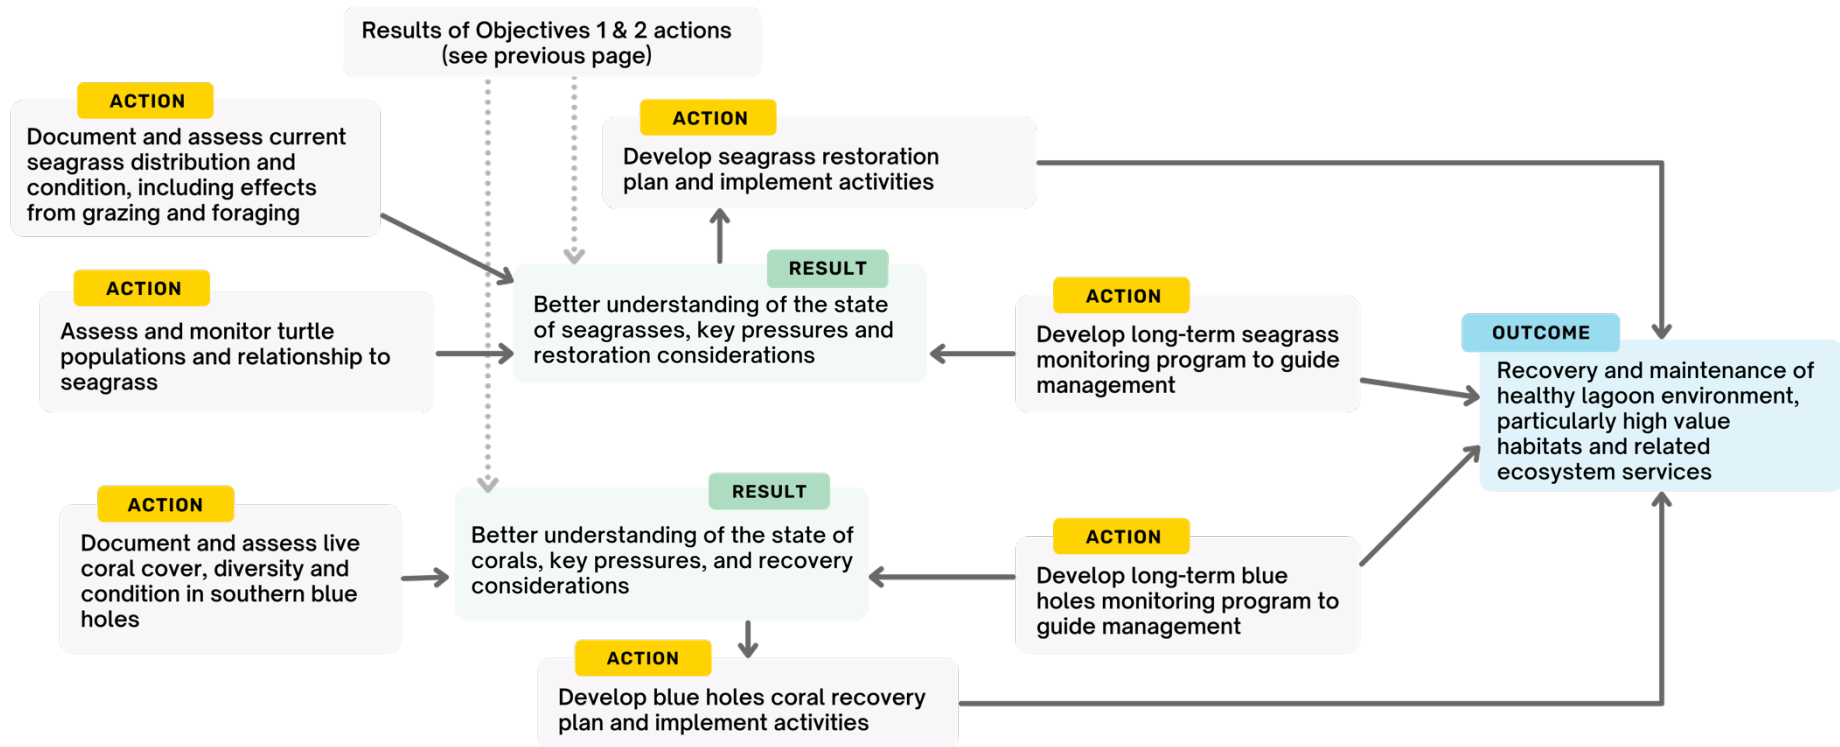 Results of Objectives 1 & 2 actions
(see previous page)
ACTION
Document and assess current
seagrass distribution and
condition, including effects
from grazing and foraging
ACTION
Develop seagrass restoration
plan and implement activities
ACTION
Assess and monitor turtle
populations and relationship to
seagrass
RESULT
Better understanding of the state
of seagrasses, key pressures and
restoration considerations
ACTION
Develop long-term seagrass
monitoring program to guide
management
OUTCOME
Recovery and maintenance of
healthy lagoon environment,
particularly high value
habitats and related
ecosystem services
ACTION
Document and assess live
coral cover, diversity and
condition in southern blue
holes
RESULT
Better understanding of the state of
corals, key pressures, and recovery
considerations
ACTION
Develop long-term blue
holes monitoring program to
guide management
ACTION
Develop blue holes coral recovery
plan and implement activities